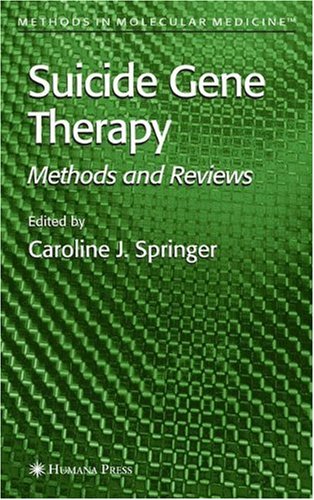 METHODS IN MOLECULAR MEDICINE™
Suicide Gene
Therapy
Methods and Reviews
Edited by
Caroline J. Springer
HUMANA PRESS